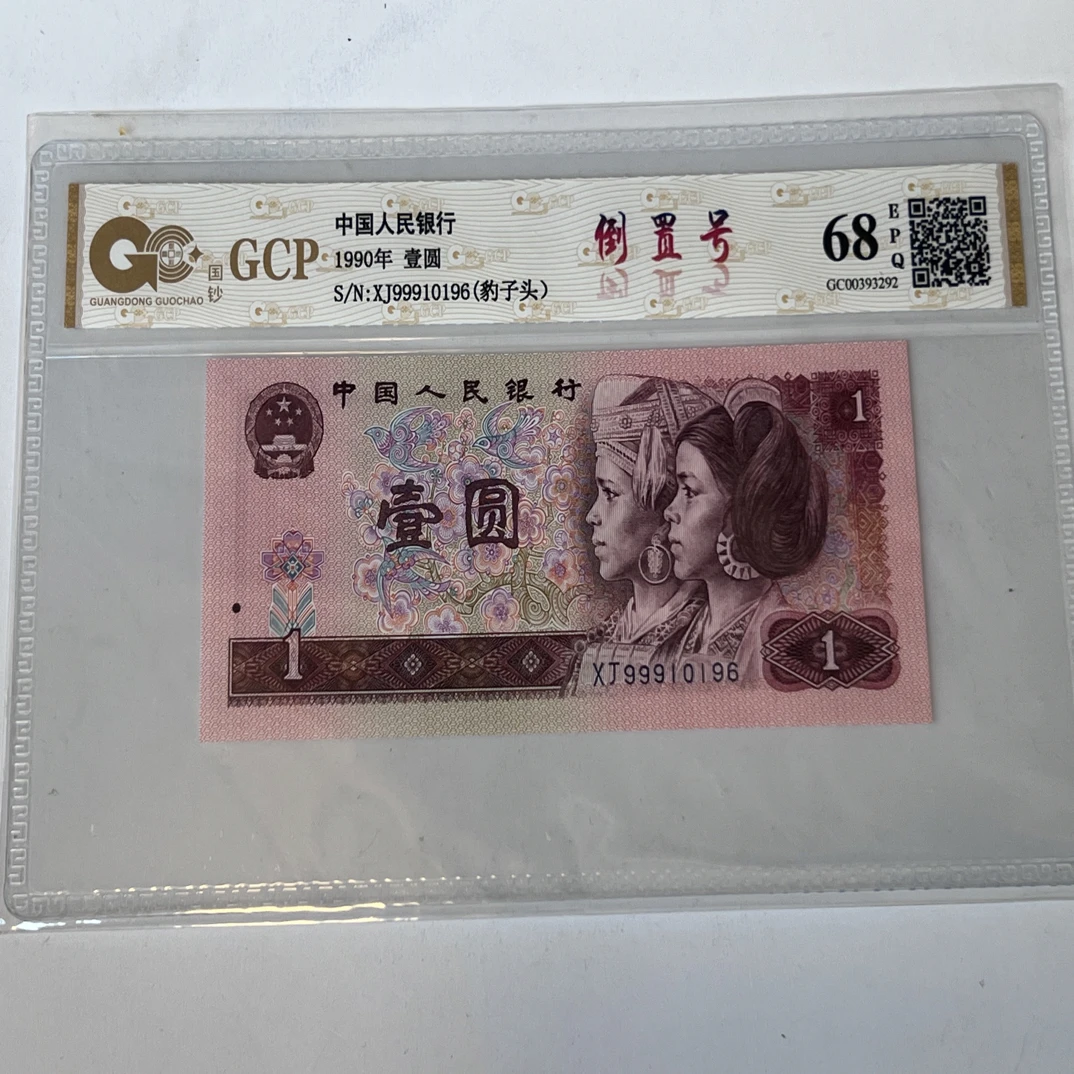 中国人民银行
1990年 壹圆
S/N:XJ99910196(豹子头)
GUANGDONG GUOCHAO
国钞
GCP
倒置号
68
EPQ
GC00393292
中国人民银行
1
壹圆
1
1
XJ99910196